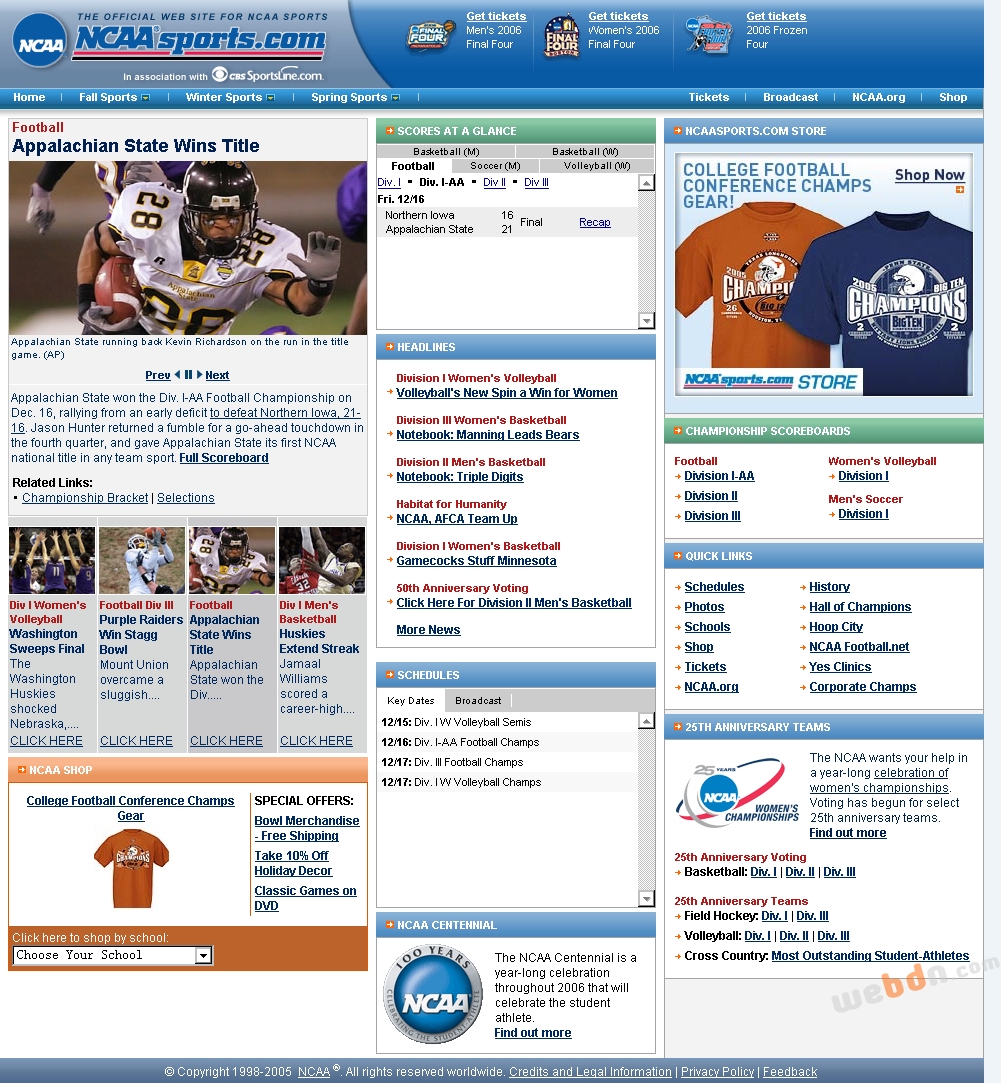 THE OFFICIAL WEB SITE FOR NCAA SPORTS
NCAA
NCAAsports.com
In association with CBS SportsLine.com
Get tickets
Men's 2006
Final Four
Get tickets
Women's 2006
Final Four
Get tickets
2006 Frozen
Four
Home
Fall Sports
Winter Sports
Spring Sports
Tickets
Broadcast
NCAA.org
Shop
Football
Appalachian State Wins Title
28
Appalachian
Appalachian State running back Kevin Richardson on the run in the title
game. (AP)
Prev Next
Appalachian State won the Div. I-AA Football Championship on
Dec. 16, rallying from an early deficit to defeat Northern Iowa, 21-
16. Jason Hunter returned a fumble for a go-ahead touchdown in
the fourth quarter, and gave Appalachian State its first NCAA
national title in any team sport. Full Scoreboard
Related Links:
• Championship Bracket | Selections
Div I Women's
Volleyball
Washington
Sweeps Final
The
Washington
Huskies
shocked
Nebraska,....
CLICK HERE
Football Div III
Purple Raiders
Win Stagg
Bowl
Mount Union
overcame a
sluggish....
CLICK HERE
Football
Appalachian
State Wins
Title
Appalachian
State won the
Div.....
CLICK HERE
Div I Men's
Basketball
Huskies
Extend Streak
Jamaal
Williams
scored a
career-high....
CLICK HERE
NCAA SHOP
College Football Conference Champs
Gear
CHAMPIONS
SPECIAL OFFERS:
Bowl Merchandise
- Free Shipping
Take 10% Off
Holiday Decor
Classic Games on
DVD
Click here to shop by school:
Choose Your School
SCORES AT A GLANCE
Basketball (M)
Basketball (W)
Football
Soccer (M)
Volleyball (W)
Div. I • Div. I-AA • Div II • Div III
Fri. 12/16
Northern Iowa 16
Appalachian State 21
Final
Recap
HEADLINES
Division I Women's Volleyball
Volleyball's New Spin a Win for Women
Division III Women's Basketball
Notebook: Manning Leads Bears
Division II Men's Basketball
Notebook: Triple Digits
Habitat for Humanity
NCAA, AFCA Team Up
Division I Women's Basketball
Gamecocks Stuff Minnesota
50th Anniversary Voting
Click Here For Division II Men's Basketball
More News
SCHEDULES
Key Dates
Broadcast
12/15: Div. I W Volleyball Semis
12/16: Div. I-AA Football Champs
12/17: Div. III Football Champs
12/17: Div. I W Volleyball Champs
NCAA CENTENNIAL
100 YEARS
NCAA
CELEBRATING THE STUDENT-ATHLETE
The NCAA Centennial is a
year-long celebration
throughout 2006 that will
celebrate the student
athlete.
Find out more
NCAASPORTS.COM STORE
COLLEGE FOOTBALL
CONFERENCE CHAMPS
GEAR!
Shop Now
TEXAS LONGHORNS
2005
CHAMPIONS
PENN STATE
2005 BIG TEN
CHAMPIONS
BIGTEN
NCAAsports.com STORE
CHAMPIONSHIP SCOREBOARDS
Football
Division I-AA
Division II
Division III
Women's Volleyball
Division I
Men's Soccer
Division I
QUICK LINKS
Schedules
Photos
Schools
Shop
Tickets
NCAA.org
History
Hall of Champions
Hoop City
NCAA Football.net
Yes Clinics
Corporate Champs
25TH ANNIVERSARY TEAMS
25 YEARS
NCAA
WOMEN'S
CHAMPIONSHIPS
The NCAA wants your help in
a year-long celebration of
women's championships.
Voting has begun for select
25th anniversary teams.
Find out more
25th Anniversary Voting
Basketball: Div. I | Div. II | Div. III
25th Anniversary Teams
Field Hockey: Div. I | Div. III
Volleyball: Div. I | Div. II | Div. III
Cross Country: Most Outstanding Student-Athletes
webdn.com
© Copyright 1998-2005 NCAA ®. All rights reserved worldwide. Credits and Legal Information | Privacy Policy | Feedback